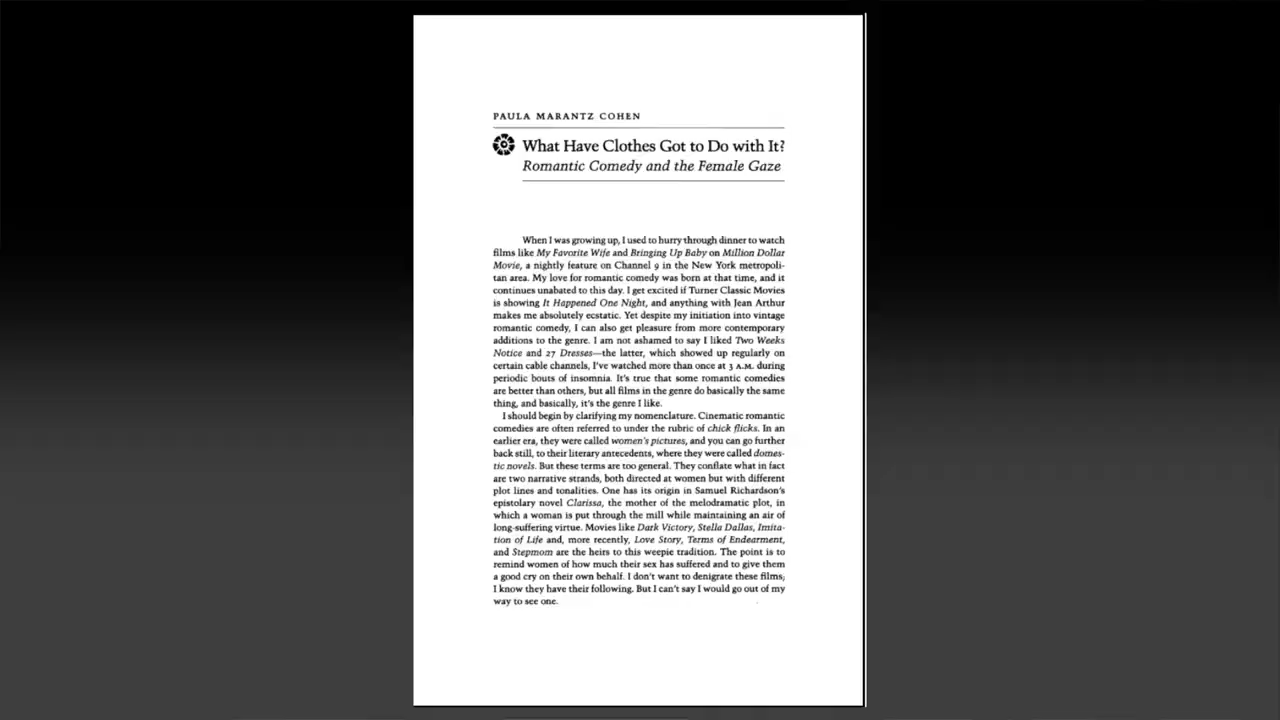 PAULA MARANTZ COHEN
What Have Clothes Got to Do with It?
Romantic Comedy and the Female Gaze
When I was growing up, I used to hurry through dinner to watch
films like My Favorite Wife and Bringing Up Baby on Million Dollar
Movie, a nightly feature on Channel 9 in the New York metropoli-
tan area. My love for romantic comedy was born at that time, and it
continues unabated to this day. I get excited if Turner Classic Movies
is showing It Happened One Night, and anything with Jean Arthur
makes me absolutely ecstatic. Yet despite my initiation into vintage
romantic comedy, I can also get pleasure from more contemporary
additions to the genre. I am not ashamed to say I liked Two Weeks
Notice and 27 Dresses—the latter, which showed up regularly on
certain cable channels, I've watched more than once at 3 A.M. during
periodic bouts of insomnia. It's true that some romantic comedies
are better than others, but all films in the genre do basically the same
thing, and basically, it's the genre I like.
I should begin by clarifying my nomenclature. Cinematic romantic
comedies are often referred to under the rubric of chick flicks. In an
earlier era, they were called women's pictures, and you can go further
back still, to their literary antecedents, where they were called domes-
tic novels. But these terms are too general. They conflate what in fact
are two narrative strands, both directed at women but with different
plot lines and tonalities. One has its origin in Samuel Richardson's
epistolary novel Clarissa, the mother of the melodramatic plot, in
which a woman is put through the mill while maintaining an air of
long-suffering virtue. Movies like Dark Victory, Stella Dallas, Imita-
tion of Life and, more recently, Love Story, Terms of Endearment,
and Stepmom are the heirs to this weepie tradition. The point is to
remind women of how much their sex has suffered and to give them
a good cry on their own behalf. I don't want to denigrate these films;
I know they have their following. But I can't say I would go out of my
way to see one.